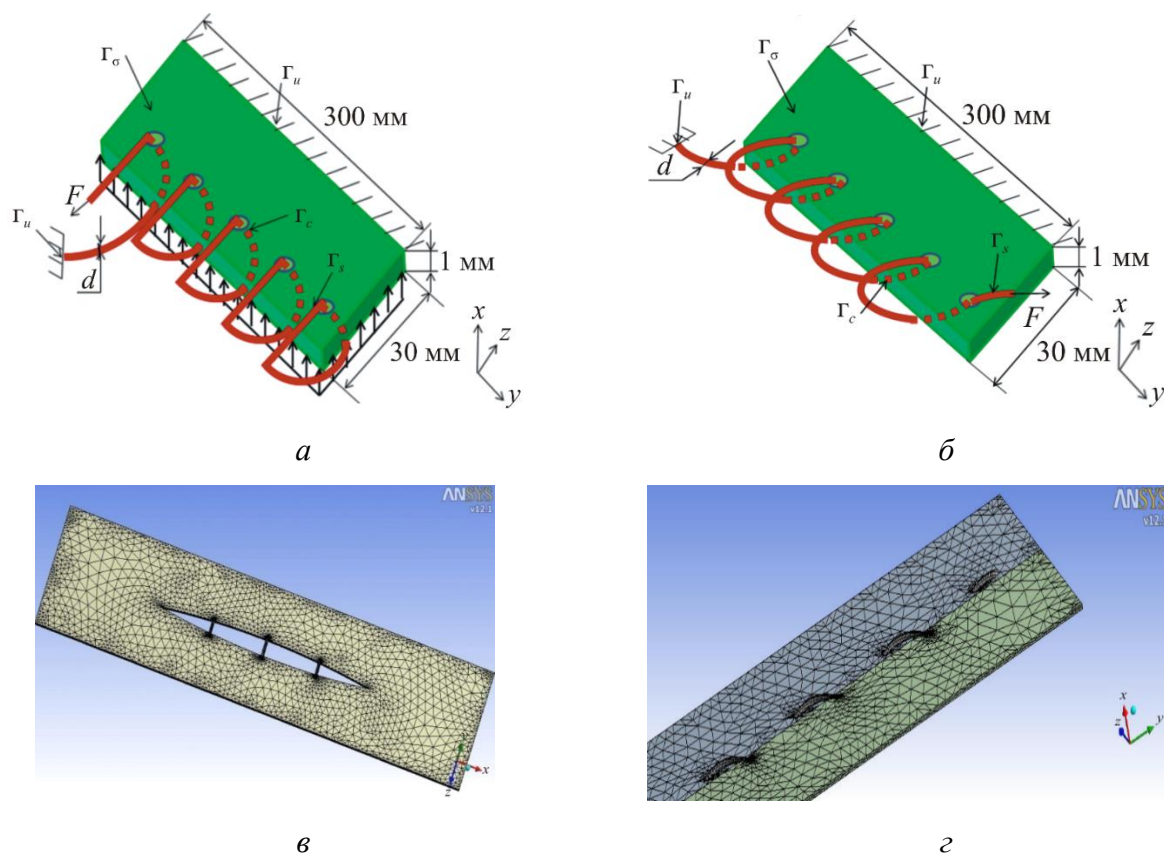 Γσ
Γu
300 мм
F
Γu
Γc
Γs
d
1 мм
30 мм
x
z
y
а
Γσ
Γu
Γu
300 мм
d
Γs
1 мм
Γc
F
30 мм
x
z
y
б
ANSYS
v12.1
x
z
в
ANSYS
v12.1
x
z
y
г